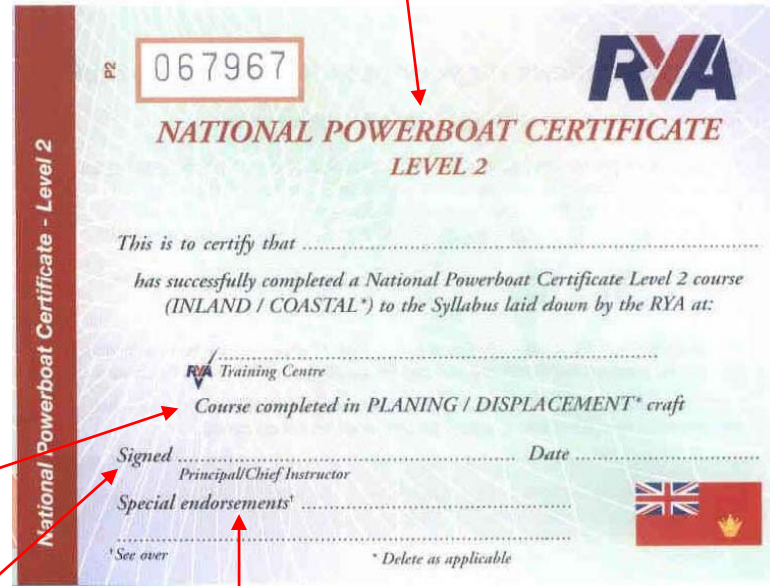 P2 067967
RYA
NATIONAL POWERBOAT CERTIFICATE
LEVEL 2
National Powerboat Certificate - Level 2
This is to certify that ................................................
has successfully completed a National Powerboat Certificate Level 2 course
(INLAND / COASTAL*) to the Syllabus laid down by the RYA at:
................................................
RYA Training Centre
Course completed in PLANING / DISPLACEMENT* craft
Signed ................................ Date ................................
Principal/Chief Instructor
Special endorsements† ................................
................................................
†See over * Delete as applicable